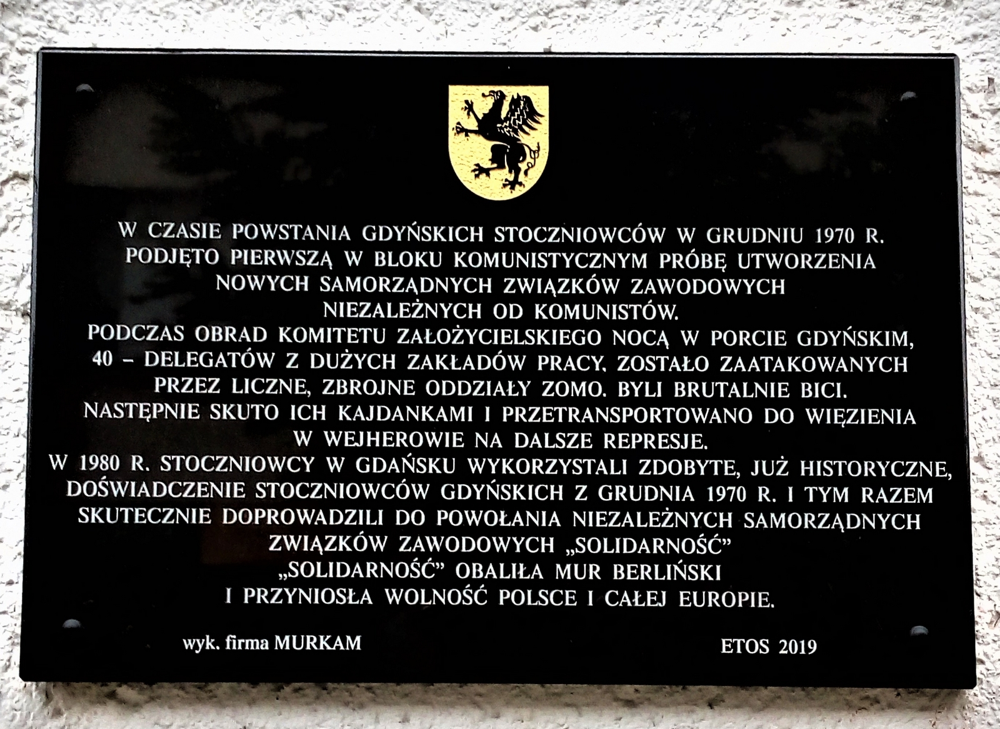 W CZASIE POWSTANIA GDYŃSKICH STOCZNIOWCÓW W GRUDNIU 1970 R.
PODJĘTO PIERWSZĄ W BLOKU KOMUNISTYCZNYM PRÓBĘ UTWORZENIA
NOWYCH SAMORZĄDNYCH ZWIĄZKÓW ZAWODOWYCH
NIEZALEŻNYCH OD KOMUNISTÓW.
PODCZAS OBRAD KOMITETU ZAŁOŻYCIELSKIEGO NOCĄ W PORCIE GDYŃSKIM,
40 – DELEGATÓW Z DUŻYCH ZAKŁADÓW PRACY, ZOSTAŁO ZAATAKOWANYCH
PRZEZ LICZNE, ZBROJNE ODDZIAŁY ZOMO. BYLI BRUTALNIE BICI.
NASTĘPNIE SKUTO ICH KAJDANKAMI I PRZETRANSPORTOWANO DO WIĘZIENIA
W WEJHEROWIE NA DALSZE REPRESJE.
W 1980 R. STOCZNIOWCY W GDAŃSKU WYKORZYSTALI ZDOBYTE, JUŻ HISTORYCZNE,
DOŚWIADCZENIE STOCZNIOWCÓW GDYŃSKICH Z GRUDNIA 1970 R. I TYM RAZEM
SKUTECZNIE DOPROWADZILI DO POWOŁANIA NIEZALEŻNYCH SAMORZĄDNYCH
ZWIĄZKÓW ZAWODOWYCH „SOLIDARNOŚĆ”
„SOLIDARNOŚĆ” OBALIŁA MUR BERLIŃSKI
I PRZYNIOSŁA WOLNOŚĆ POLSCE I CAŁEJ EUROPIE.
wyk. firma MURKAM
ETOS 2019